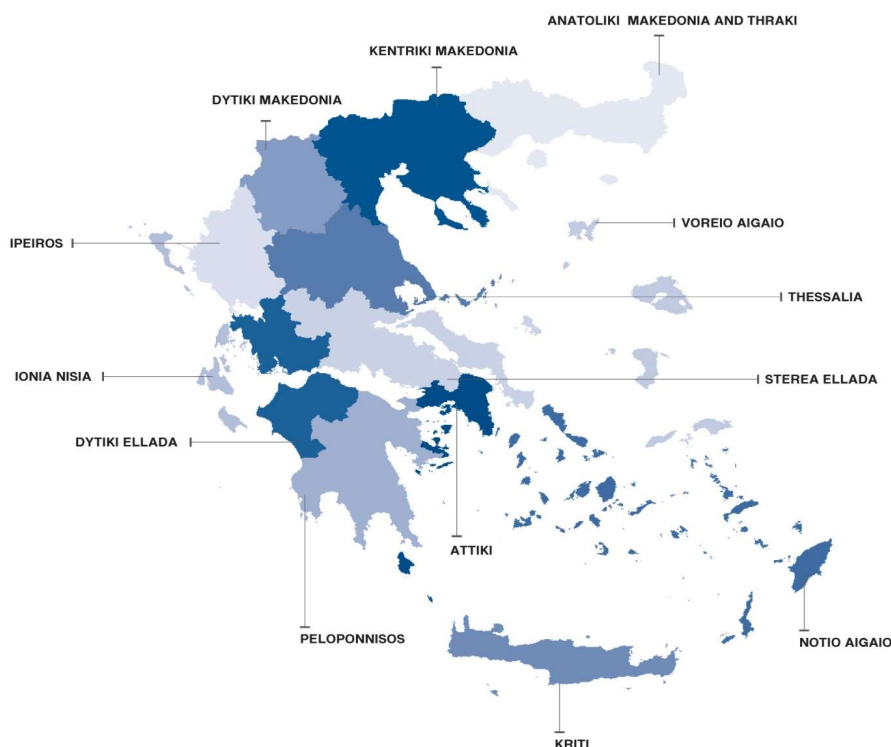 ANATOLIKI MAKEDONIA AND THRAKI
KENTRIKI MAKEDONIA
DYTIKI MAKEDONIA
VOREIO AIGAIO
IPEIROS
THESSALIA
IONIA NISIA
STEREA ELLADA
DYTIKI ELLADA
ATTIKI
PELOPONNISOS
NOTIO AIGAIO
KRITI